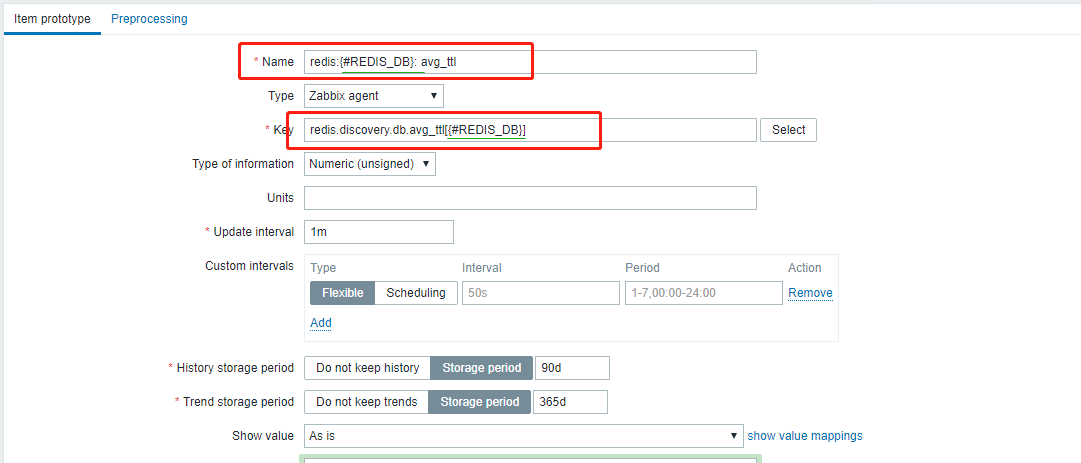 Item prototype Preprocessing
* Name redis:{#REDIS_DB}: avg_ttl
Type Zabbix agent
* Key redis.discovery.db.avg_ttl[{#REDIS_DB}] Select
Type of information Numeric (unsigned)
Units
* Update interval 1m
Custom intervals Type Interval Period Action
Flexible Scheduling 50s 1-7,00:00-24:00 Remove
Add
* History storage period Do not keep history Storage period 90d
* Trend storage period Do not keep trends Storage period 365d
Show value As is show value mappings